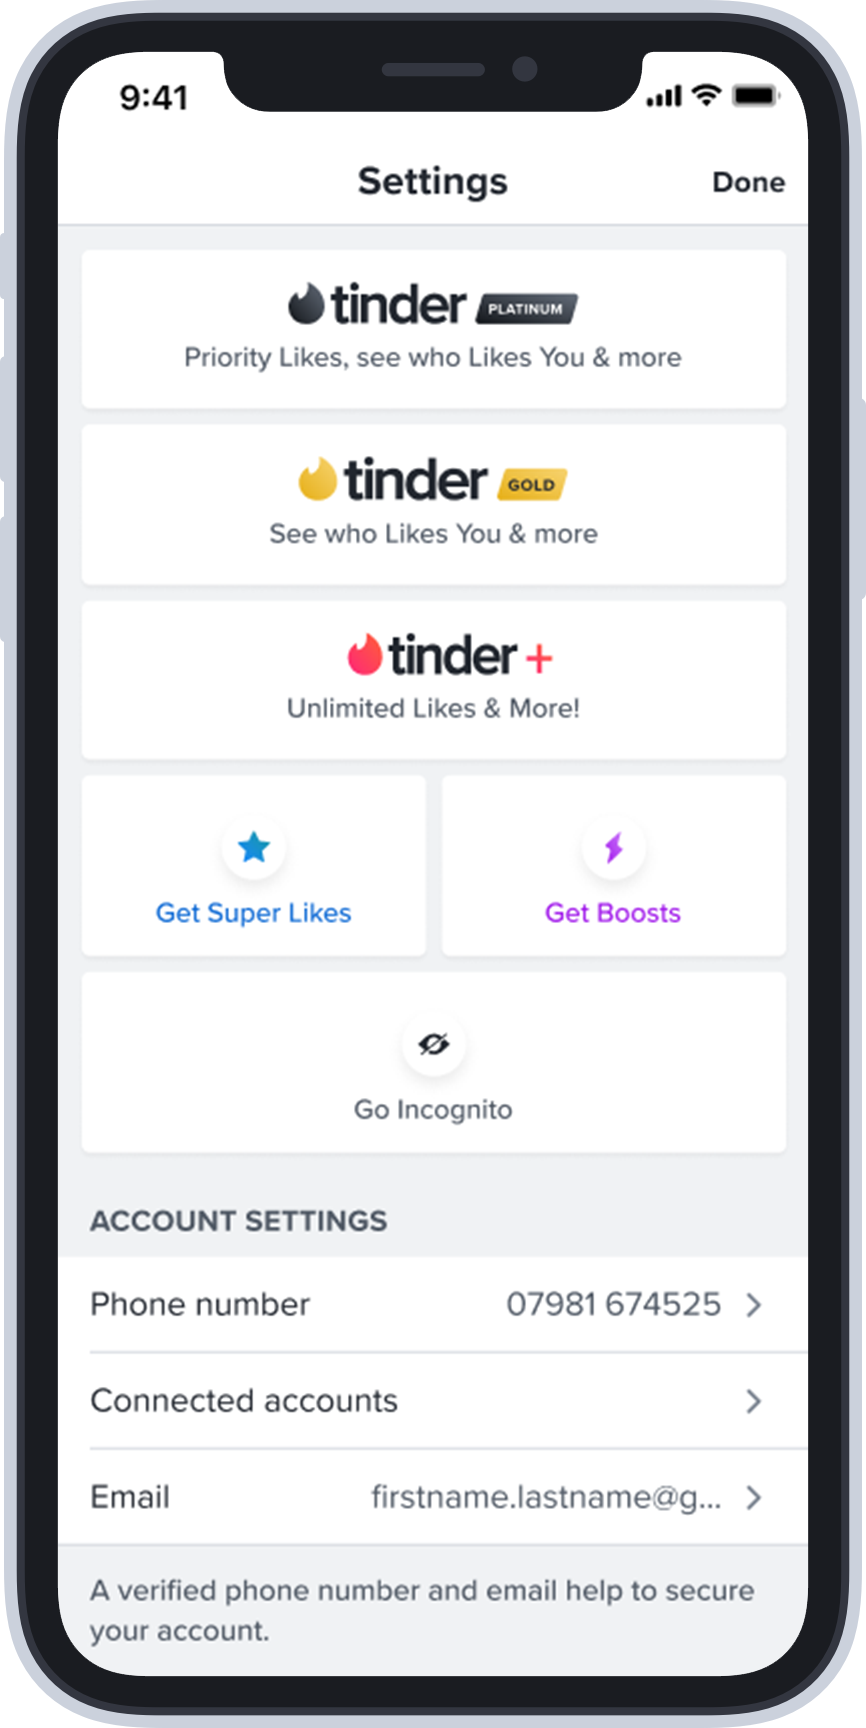 9:41
Settings
Done
tinder PLATINUM
Priority Likes, see who Likes You & more
tinder GOLD
See who Likes You & more
tinder +
Unlimited Likes & More!
Get Super Likes
Get Boosts
Go Incognito
ACCOUNT SETTINGS
Phone number 07981 674525
Connected accounts
Email firstname.lastname@g...
A verified phone number and email help to secure
your account.